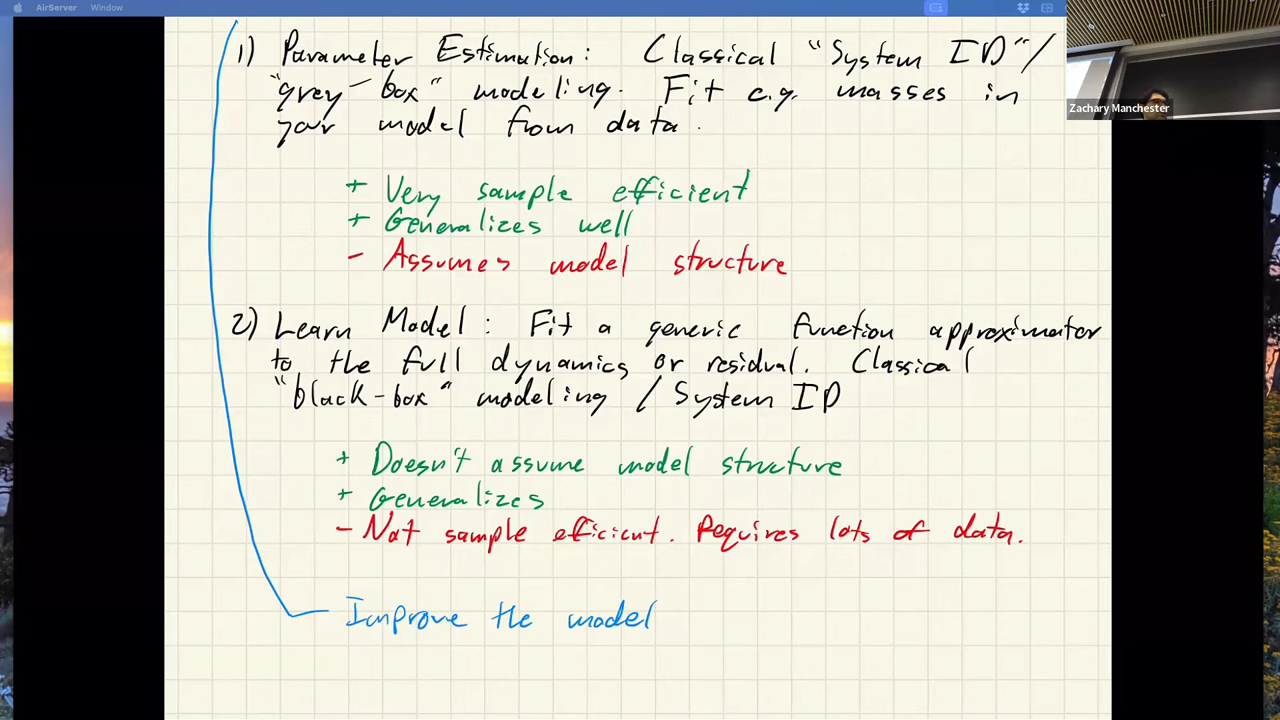 AirServer Window
Zachary Manchester
1) Parameter Estimation: Classical "System ID"/
"grey-box" modeling. Fit e.g. masses in
your model from data.
+ Very sample efficient
+ Generalizes well
- Assumes model structure
2) Learn Model: Fit a generic function approximator
to the full dynamics or residual. Classical
"black-box" modeling / System ID
+ Doesn't assume model structure
+ Generalizes
- Not sample efficient. Requires lots of data.
Improve the model